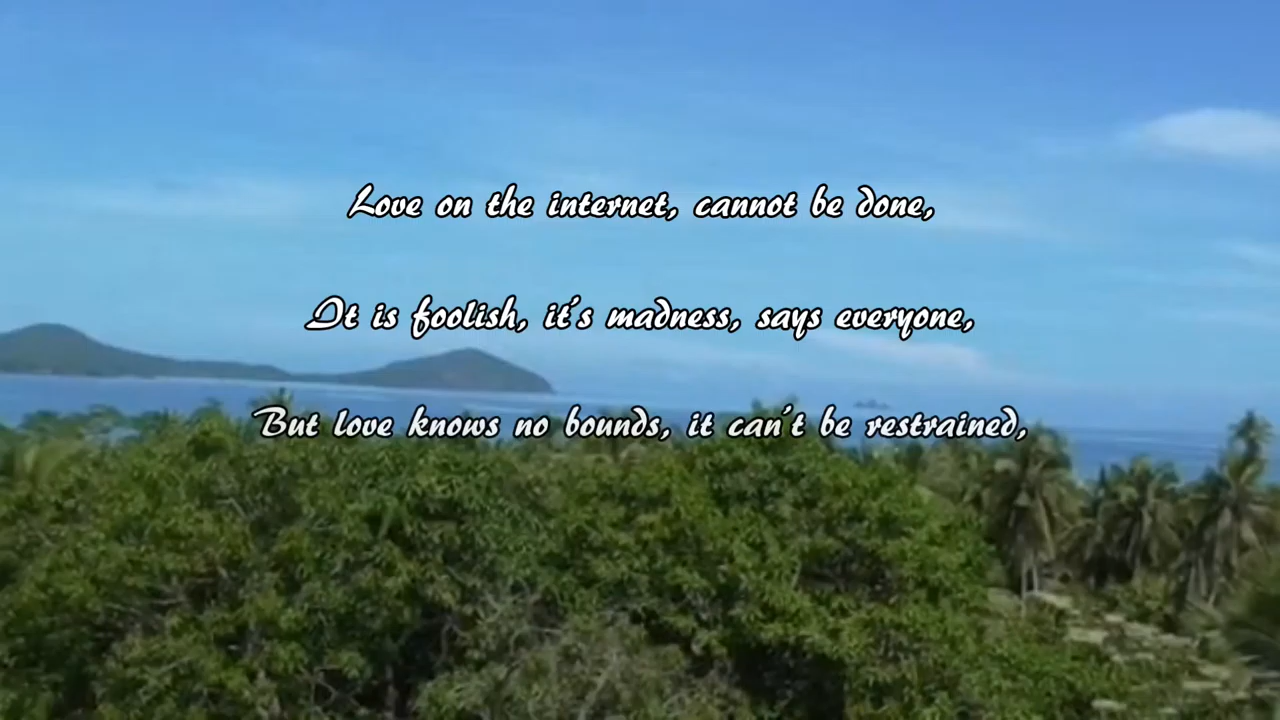 Love on the internet, cannot be done,
It is foolish, it's madness, says everyone,
But love knows no bounds, it can't be restrained,